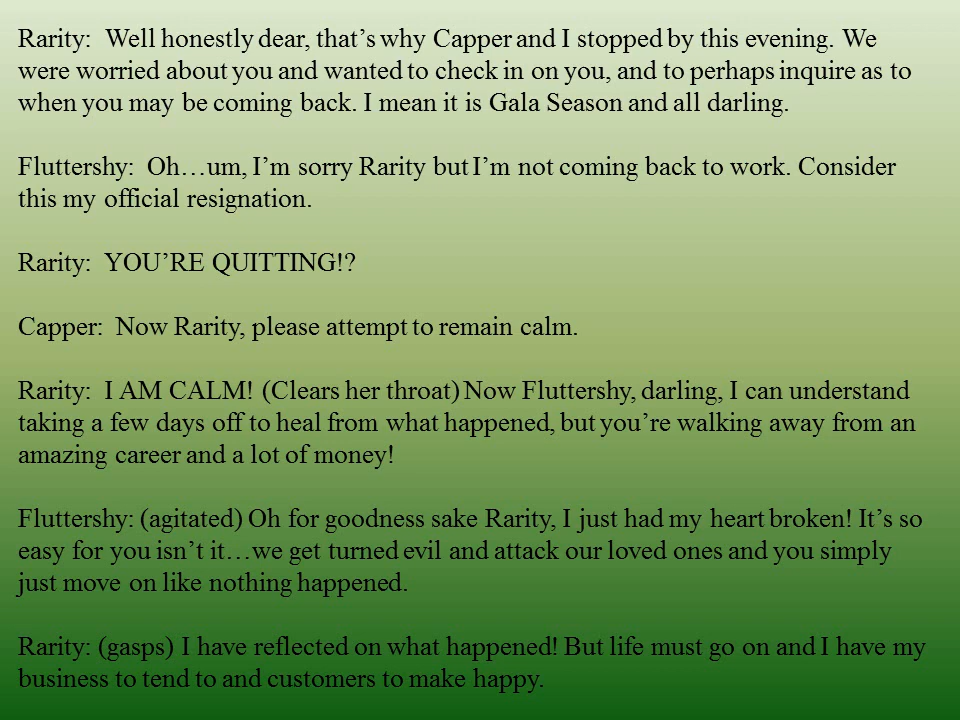 Rarity:  Well honestly dear, that’s why Capper and I stopped by this evening. We
were worried about you and wanted to check in on you, and to perhaps inquire as to
when you may be coming back. I mean it is Gala Season and all darling.

Fluttershy:  Oh…um, I’m sorry Rarity but I’m not coming back to work. Consider
this my official resignation.

Rarity:  YOU’RE QUITTING!?

Capper:  Now Rarity, please attempt to remain calm.

Rarity:  I AM CALM! (Clears her throat) Now Fluttershy, darling, I can understand
taking a few days off to heal from what happened, but you’re walking away from an
amazing career and a lot of money!

Fluttershy: (agitated) Oh for goodness sake Rarity, I just had my heart broken! It’s so
easy for you isn’t it…we get turned evil and attack our loved ones and you simply
just move on like nothing happened.

Rarity: (gasps) I have reflected on what happened! But life must go on and I have my
business to tend to and customers to make happy.